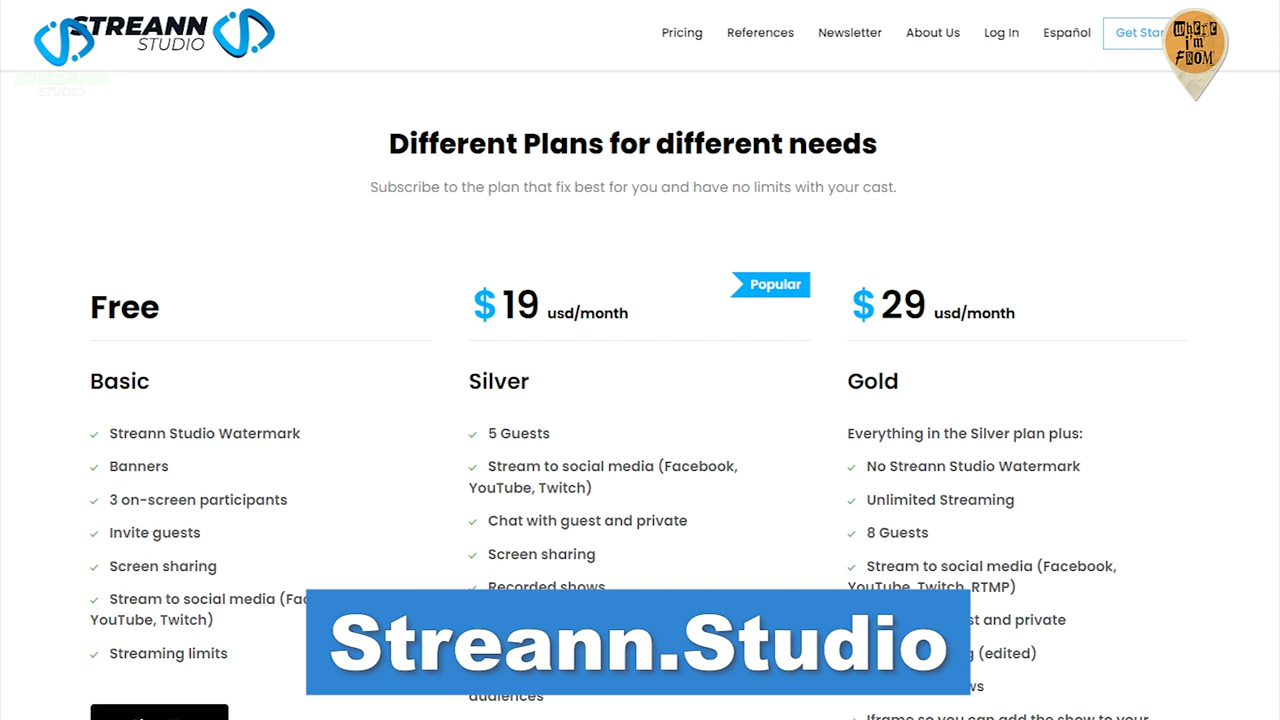 STREANN
STUDIO
Pricing
References
Newsletter
About Us
Log In
Español
Get
where
i'm
FROM
STREANN
STUDIO
Different Plans for different needs
Subscribe to the plan that fix best for you and have no limits with your cast.
Free
$19 usd/month
Popular
$29 usd/month
Basic
Silver
Gold
Streann Studio Watermark
Banners
3 on-screen participants
Invite guests
Screen sharing
Stream to social media
YouTube, Twitch)
Streaming limits
5 Guests
Stream to social media (Facebook,
YouTube, Twitch)
Chat with guest and private
Screen sharing
Recorded shows
audiences
Everything in the Silver plan plus:
No Streann Studio Watermark
Unlimited Streaming
8 Guests
Stream to social media (Facebook,
YouTube, Twitch, RTMP)
and private
(edited)
Iframe so you can add the show to your
Streann.Studio